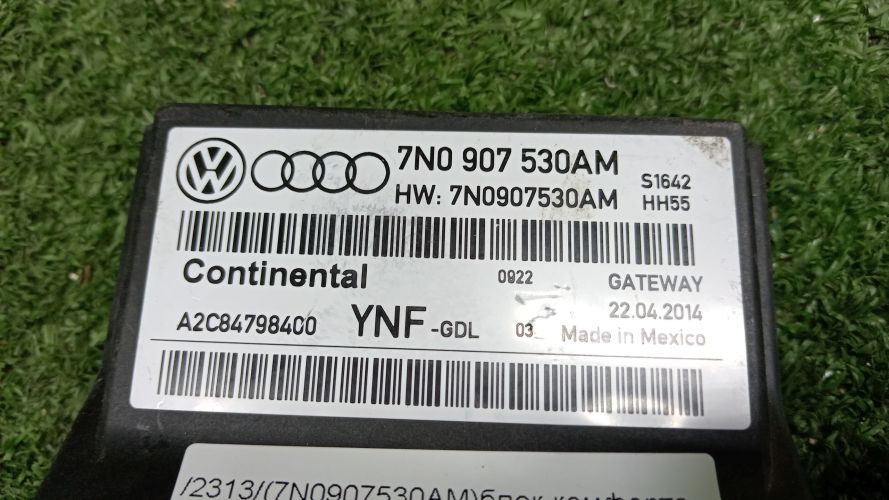 7N0 907 530AM
HW: 7N0907530AM
S1642
HH55
Continental
0922
GATEWAY
A2C84798400
YNF-GDL
03
22.04.2014
Made in Mexico
/2313/(7N0907530AM)блок комфорта